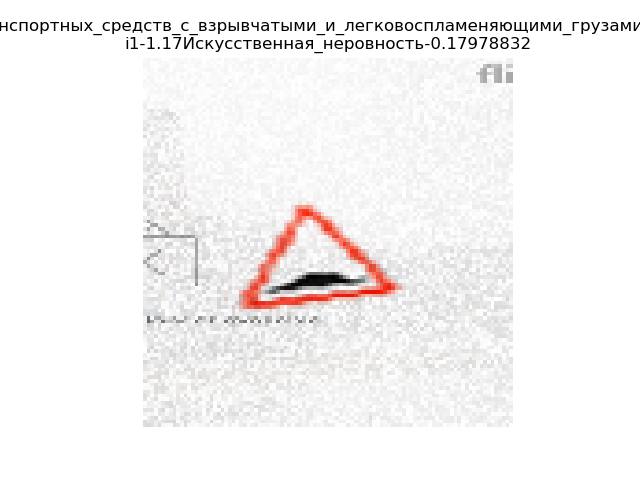 нспортных_средств_с_взрывчатыми_и_легковоспламеняющими_грузами
i1-1.17Искусственная_неровность-0.17978832
fli